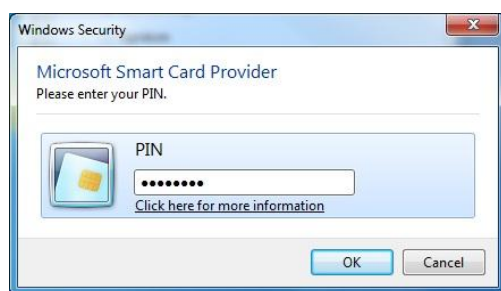 Windows Security
Microsoft Smart Card Provider
Please enter your PIN.
PIN
••••••••
Click here for more information
OK
Cancel